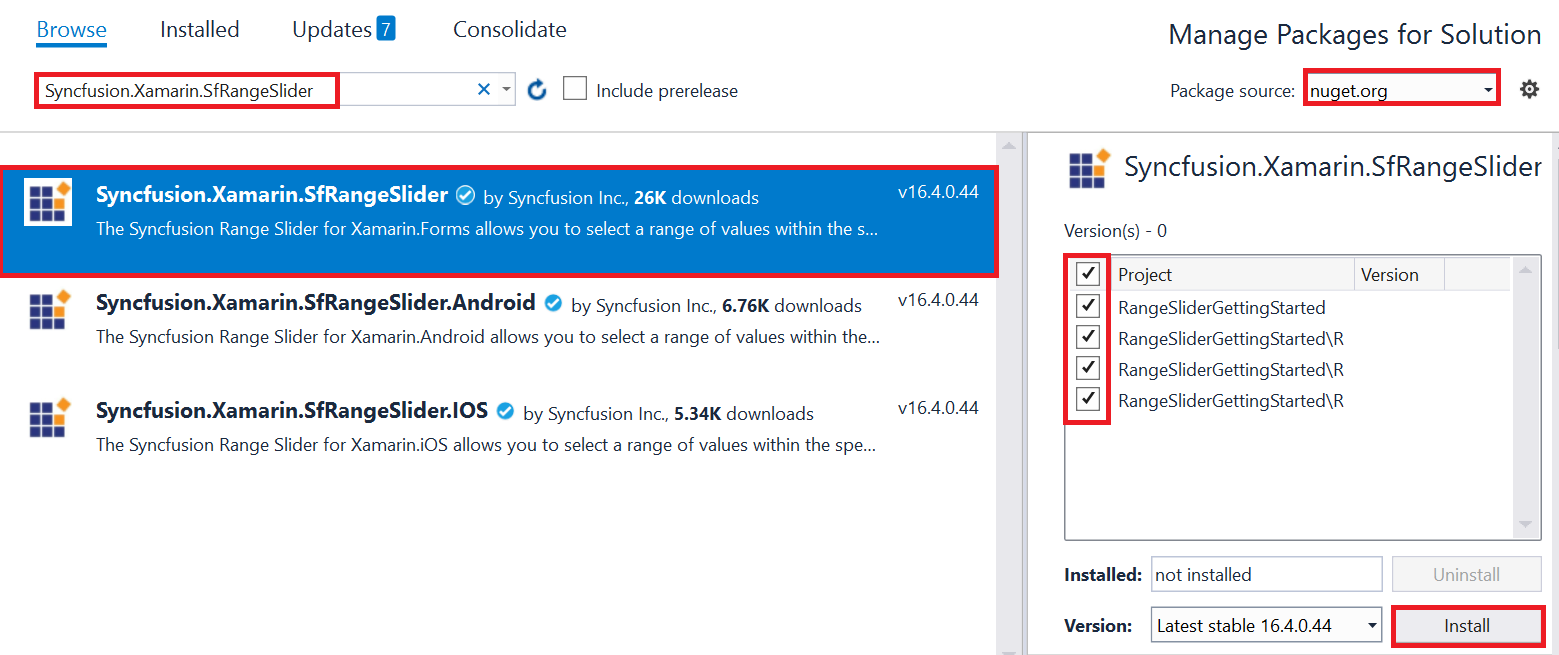 Browse Installed Updates 7 Consolidate
Manage Packages for Solution
Syncfusion.Xamarin.SfRangeSlider
Include prerelease
Package source: nuget.org
Syncfusion.Xamarin.SfRangeSlider by Syncfusion Inc., 26K downloads v16.4.0.44
The Syncfusion Range Slider for Xamarin.Forms allows you to select a range of values within the s...
Syncfusion.Xamarin.SfRangeSlider.Android by Syncfusion Inc., 6.76K downloads v16.4.0.44
The Syncfusion Range Slider for Xamarin.Android allows you to select a range of values within the...
Syncfusion.Xamarin.SfRangeSlider.IOS by Syncfusion Inc., 5.34K downloads v16.4.0.44
The Syncfusion Range Slider for Xamarin.iOS allows you to select a range of values within the spe...
Syncfusion.Xamarin.SfRangeSlider
Version(s) - 0
Project Version
RangeSliderGettingStarted
RangeSliderGettingStarted\R
RangeSliderGettingStarted\R
RangeSliderGettingStarted\R
Installed: not installed Uninstall
Version: Latest stable 16.4.0.44 Install